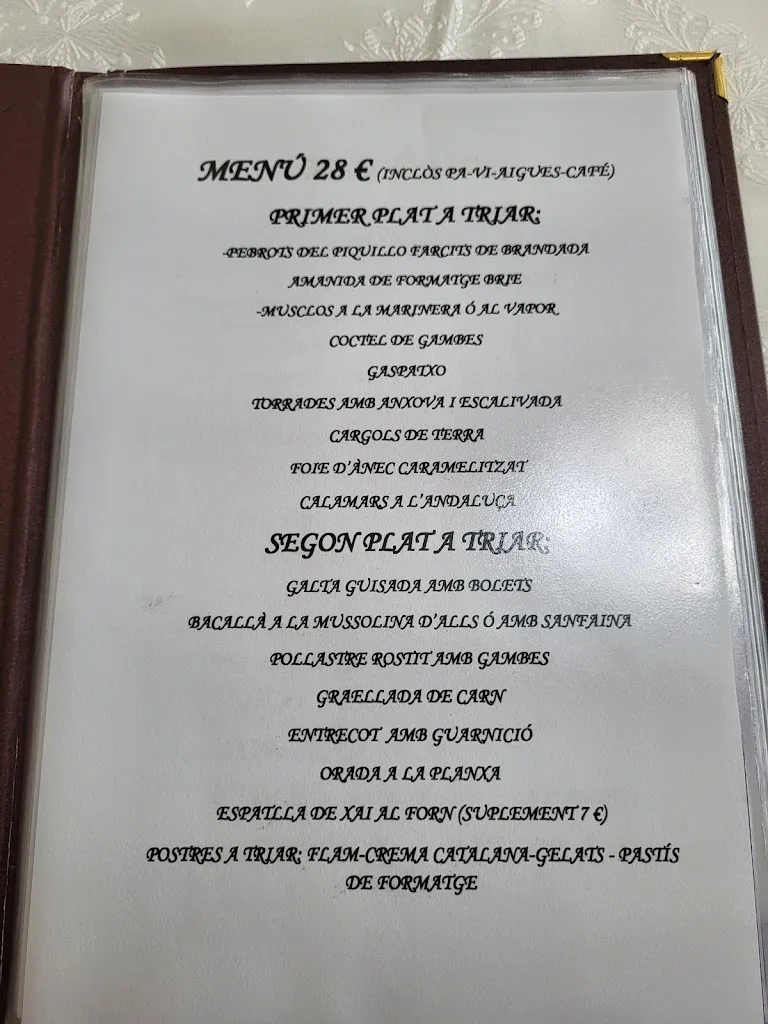 MENÚ 28 € (INCLÒS PA-VI-AIGUES-CAFÉ)
PRIMER PLAT A TRIAR:
-PEBROTS DEL PIQUILLO FARCITS DE BRANDADA
AMANIDA DE FORMATGE BRIE
-MUSCLOS A LA MARINERA Ó AL VAPOR
COCTEL DE GAMBES
GASPATXO
TORRADES AMB ANXOVA I ESCALIVADA
CARGOLS DE TERRA
FOIE D'ÀNEC CARAMELITZAT
CALAMARS A L'ANDALUÇA
SEGON PLAT A TRIAR:
GALTA GUISADA AMB BOLETS
BACALLÀ A LA MUSSOLINA D'ALLS Ó AMB SANFAINA
POLLASTRE ROSTIT AMB GAMBES
GRAELLADA DE CARN
ENTRECOT AMB GUARNICIÓ
ORADA A LA PLANXA
ESPATLLA DE XAI AL FORN (SUPLEMENT 7 €)
POSTRES A TRIAR: FLAM-CREMA CATALANA-GELATS - PASTÍS
DE FORMATGE